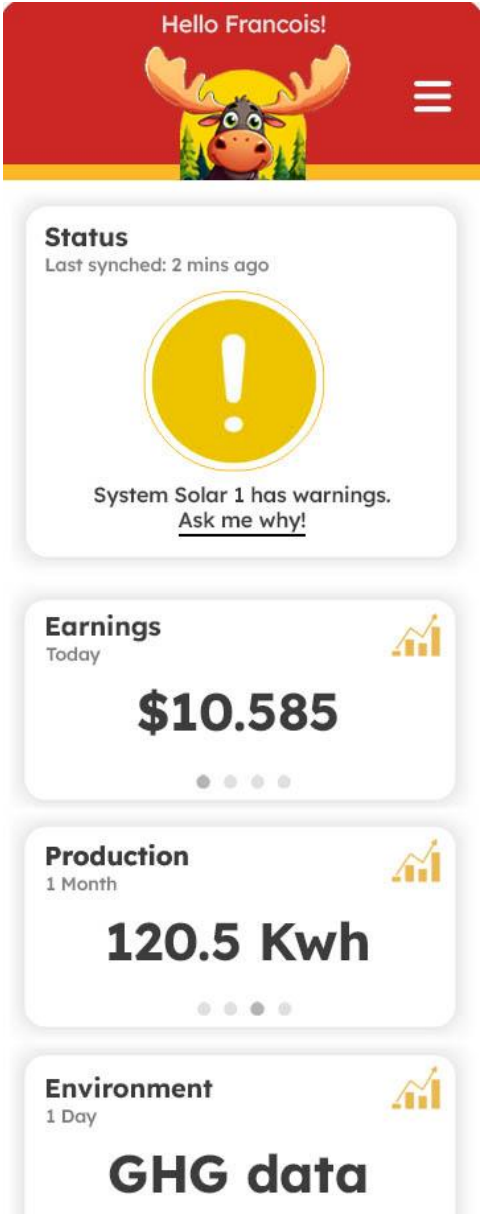 Hello Francois!
Status
Last synched: 2 mins ago
!
System Solar 1 has warnings.
Ask me why!
Earnings
Today
$10.585
Production
1 Month
120.5 Kwh
Environment
1 Day
GHG data